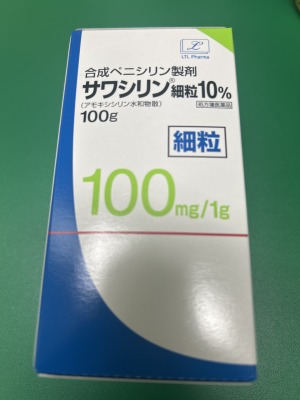 LTL Pharma
合成ペニシリン製剤
サワシリン®細粒10%
(アモキシシリン水和物散)
処方箋医薬品
100g
細粒
100mg/1g